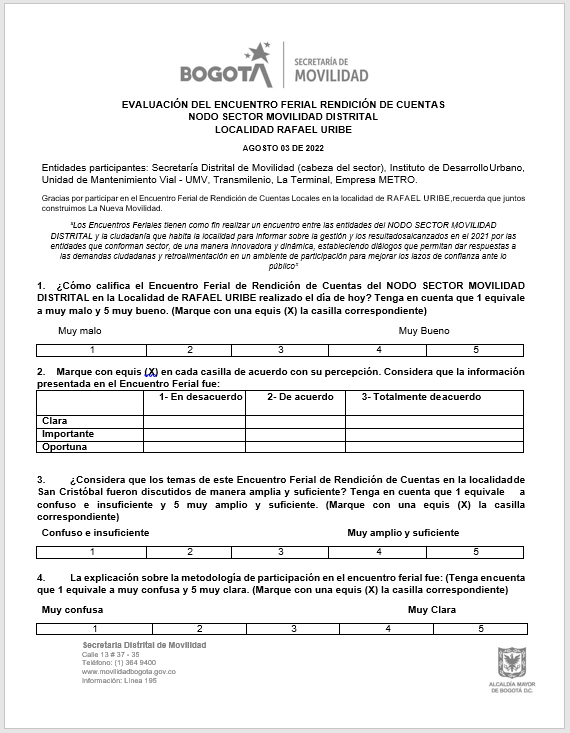 BOGOTÁ
SECRETARÍA DE
MOVILIDAD
EVALUACIÓN DEL ENCUENTRO FERIAL RENDICIÓN DE CUENTAS
NODO SECTOR MOVILIDAD DISTRITAL
LOCALIDAD RAFAEL URIBE
AGOSTO 03 DE 2022
Entidades participantes: Secretaría Distrital de Movilidad (cabeza del sector), Instituto de DesarrolloUrbano,
Unidad de Mantenimiento Vial - UMV, Transmilenio, La Terminal, Empresa METRO.
Gracias por participar en el Encuentro Ferial de Rendición de Cuentas Locales en la localidad de RAFAEL URIBE,recuerda que juntos
construimos La Nueva Movilidad.
"Los Encuentros Feriales tienen como fin realizar un encuentro entre las entidades del NODO SECTOR MOVILIDAD
DISTRITAL y la ciudadanía que habita la localidad para informar sobre la gestión y los resultadosalcanzados en el 2021 por las
entidades que conforman sector, de una manera innovadora y dinámica, estableciendo diálogos que permitan dar respuestas a
las demandas ciudadanas y retroalimentación en un ambiente de participación para mejorar los lazos de confianza ante lo
público"
1. ¿Cómo califica el Encuentro Ferial de Rendición de Cuentas del NODO SECTOR MOVILIDAD
DISTRITAL en la Localidad de RAFAEL URIBE realizado el día de hoy? Tenga en cuenta que 1 equivale
a muy malo y 5 muy bueno. (Marque con una equis (X) la casilla correspondiente)
Muy malo Muy Bueno
1 2 3 4 5
2. Marque con equis (X) en cada casilla de acuerdo con su percepción. Considera que la información
presentada en el Encuentro Ferial fue:
1- En desacuerdo 2- De acuerdo 3- Totalmente deacuerdo
Clara
Importante
Oportuna
3. ¿Considera que los temas de este Encuentro Ferial de Rendición de Cuentas en la localidadde
San Cristóbal fueron discutidos de manera amplia y suficiente? Tenga en cuenta que 1 equivale a
confuso e insuficiente y 5 muy amplio y suficiente. (Marque con una equis (X) la casilla
correspondiente)
Confuso e insuficiente Muy amplio y suficiente
1 2 3 4 5
4. La explicación sobre la metodología de participación en el encuentro ferial fue: (Tenga encuenta
que 1 equivale a muy confusa y 5 muy clara. (Marque con una equis (X) la casilla correspondiente)
Muy confusa Muy Clara
1 2 3 4 5
Secretaría Distrital de Movilidad
Calle 13 # 37 - 35
Teléfono: (1) 364 9400
www.movilidadbogota.gov.co
Información: Línea 195
ALCALDÍA MAYOR
DE BOGOTÁ D.C.